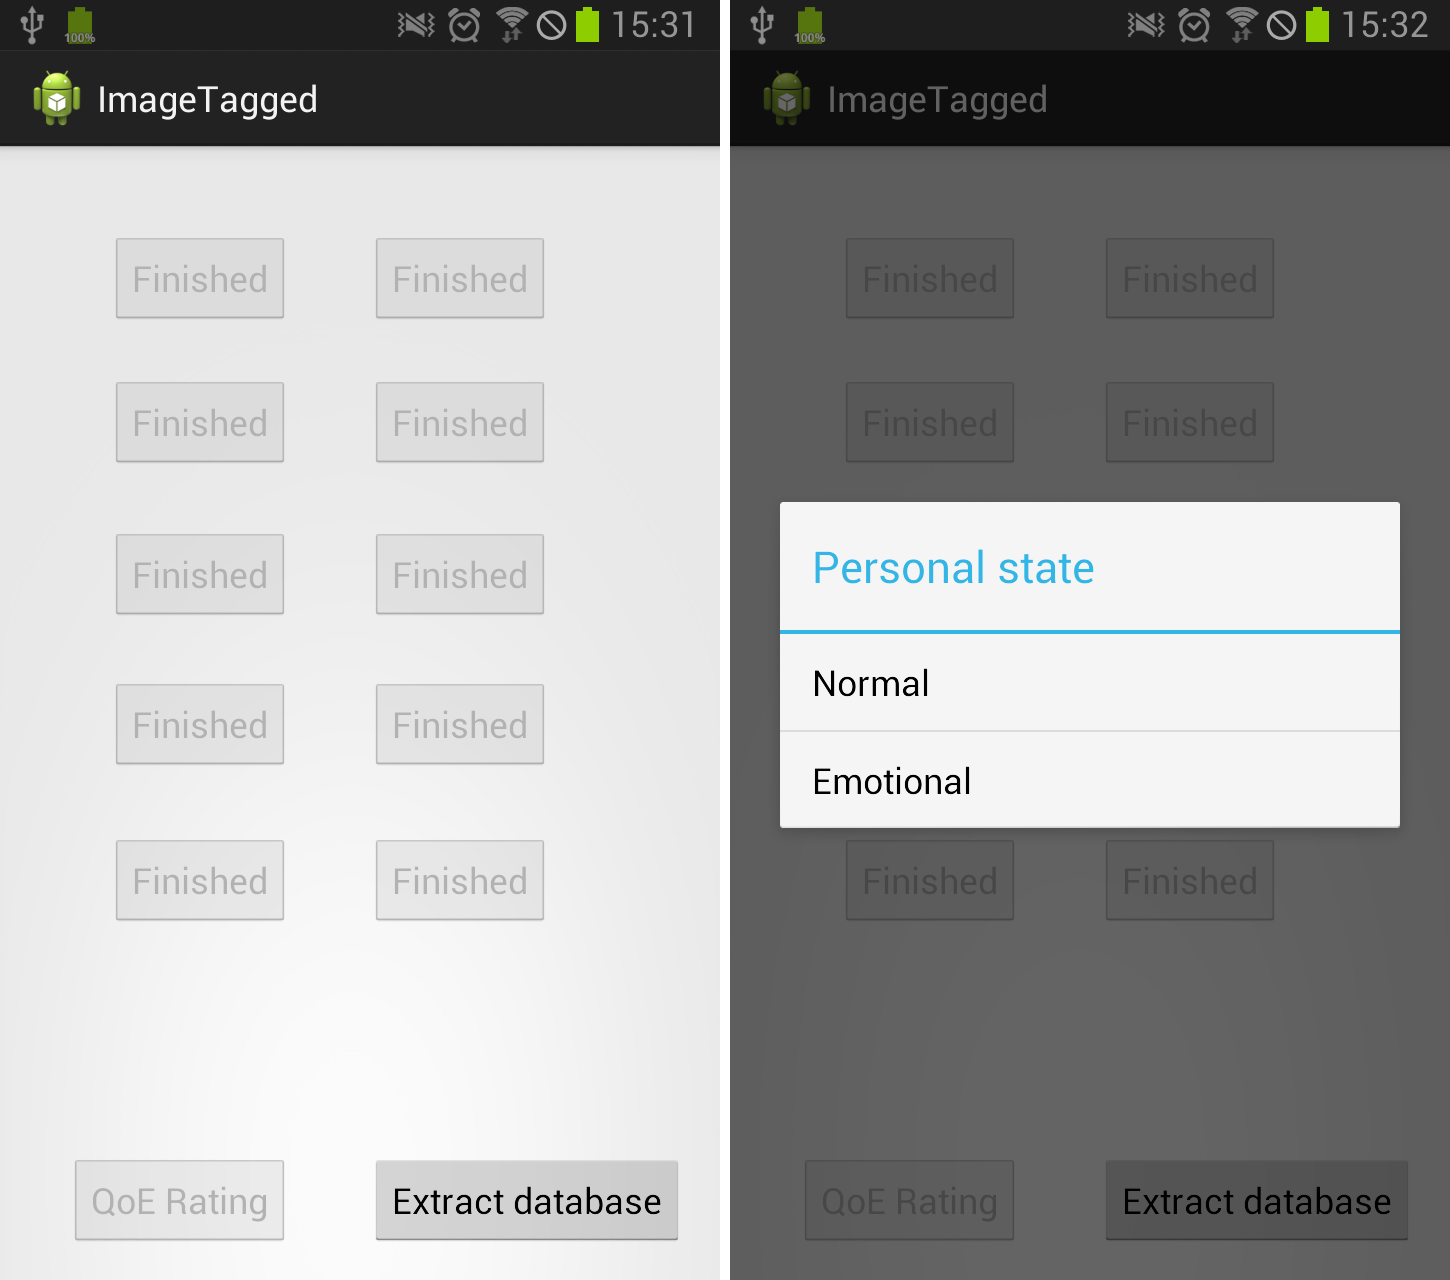 100%
15:31
ImageTagged
Finished Finished
Finished Finished
Finished Finished
Finished Finished
Finished Finished
QoE Rating Extract database
100%
15:32
ImageTagged
Finished Finished
Finished Finished
Personal state
Normal
Emotional
Finished Finished
QoE Rating Extract database